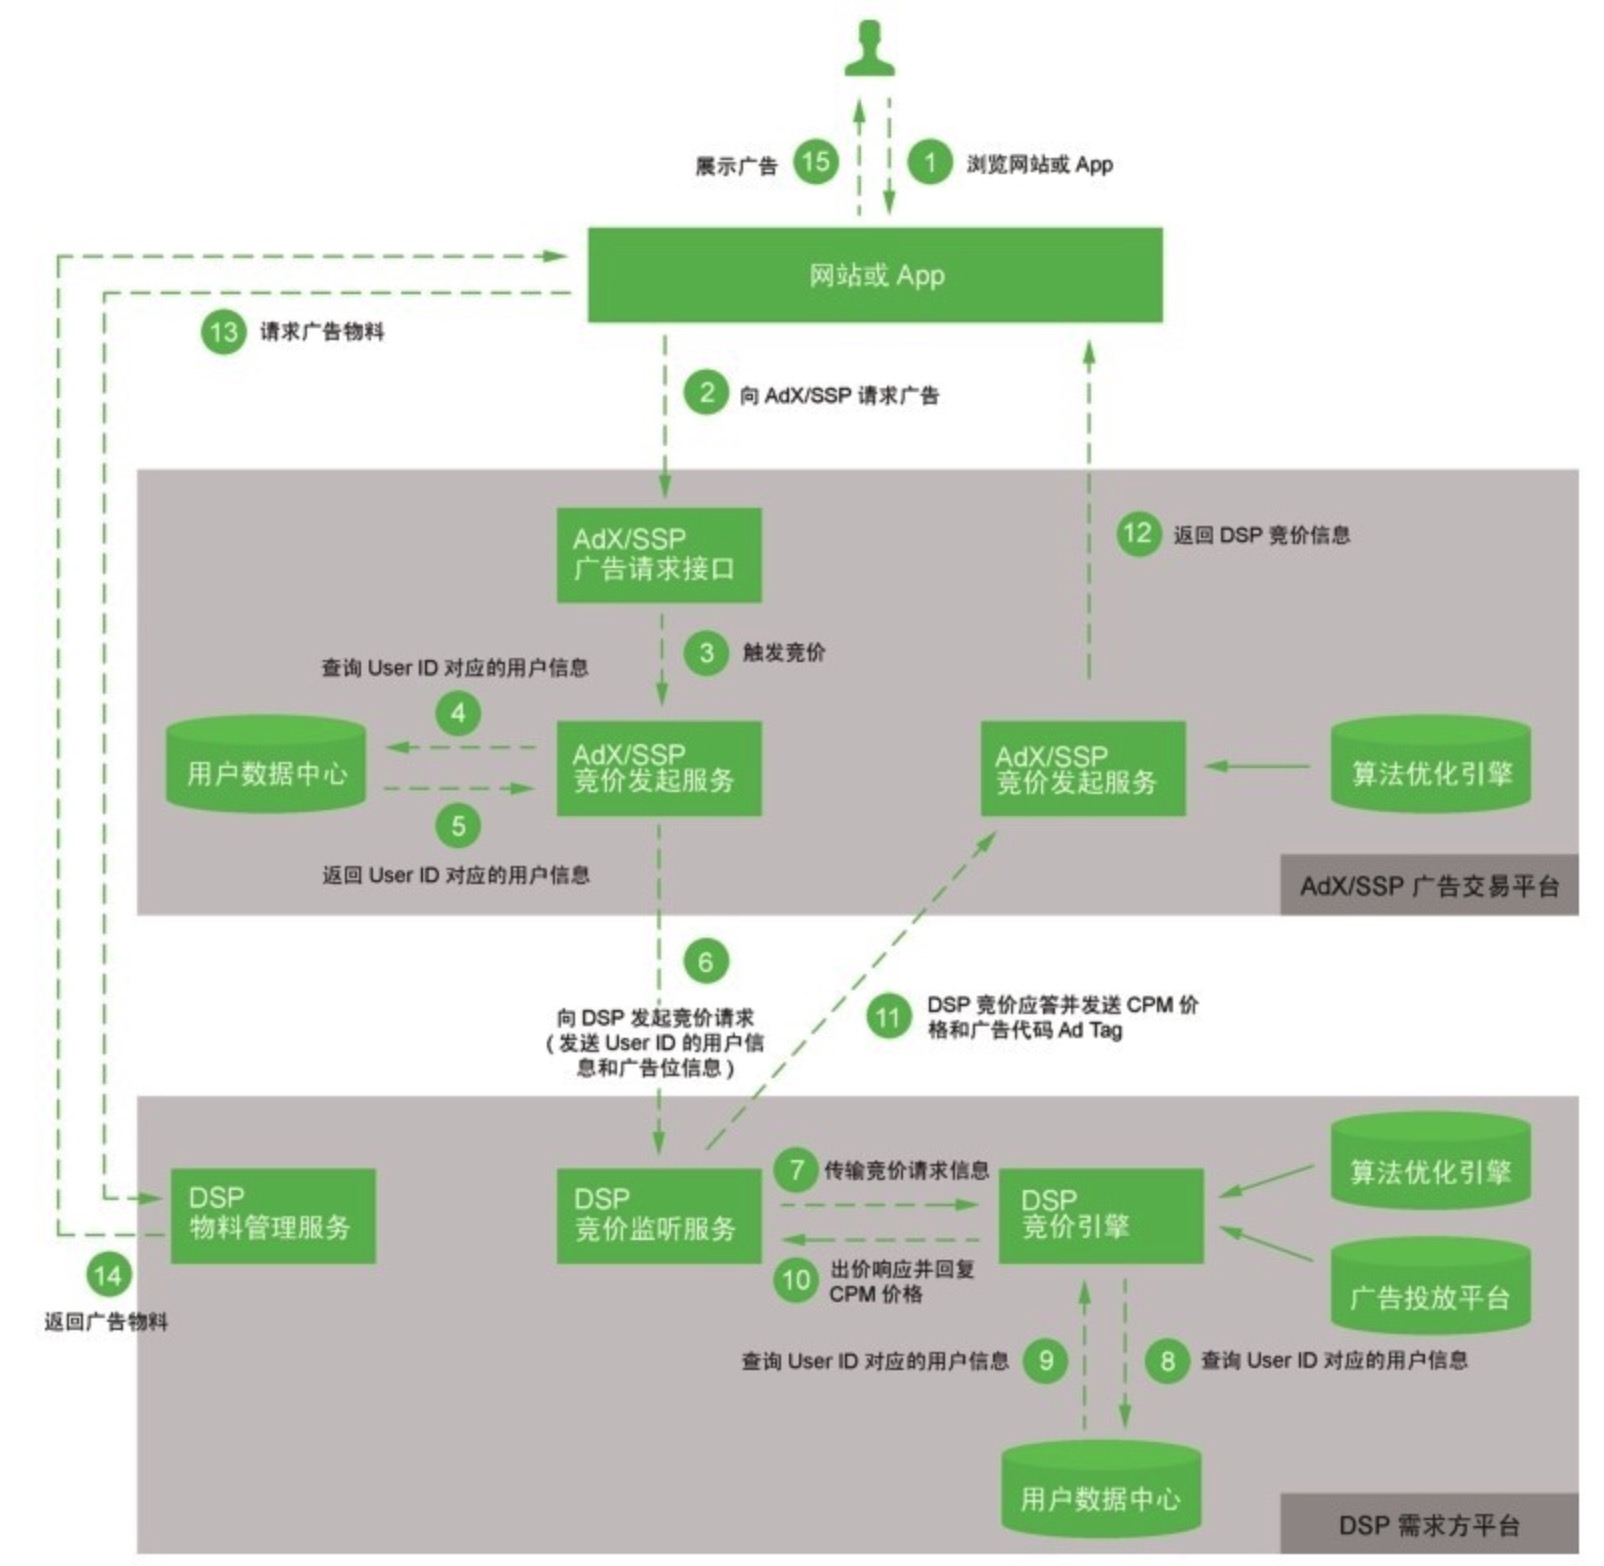 展示广告
15
1
浏览网站或 App
网站或 App
13
请求广告物料
2
向 AdX/SSP 请求广告
AdX/SSP
广告请求接口
12
返回 DSP 竞价信息
3
触发竞价
查询 User ID 对应的用户信息
4
用户数据中心
AdX/SSP
竞价发起服务
AdX/SSP
竞价发起服务
算法优化引擎
5
返回 User ID 对应的用户信息
AdX/SSP 广告交易平台
6
向 DSP 发起竞价请求
( 发送 User ID 的用户信
息和广告位信息 )
11
DSP 竞价应答并发送 CPM 价
格和广告代码 Ad Tag
DSP
物料管理服务
DSP
竞价监听服务
7
传输竞价请求信息
DSP
竞价引擎
算法优化引擎
14
返回广告物料
10
出价响应并回复
CPM 价格
广告投放平台
查询 User ID 对应的用户信息
9
8
查询 User ID 对应的用户信息
用户数据中心
DSP 需求方平台